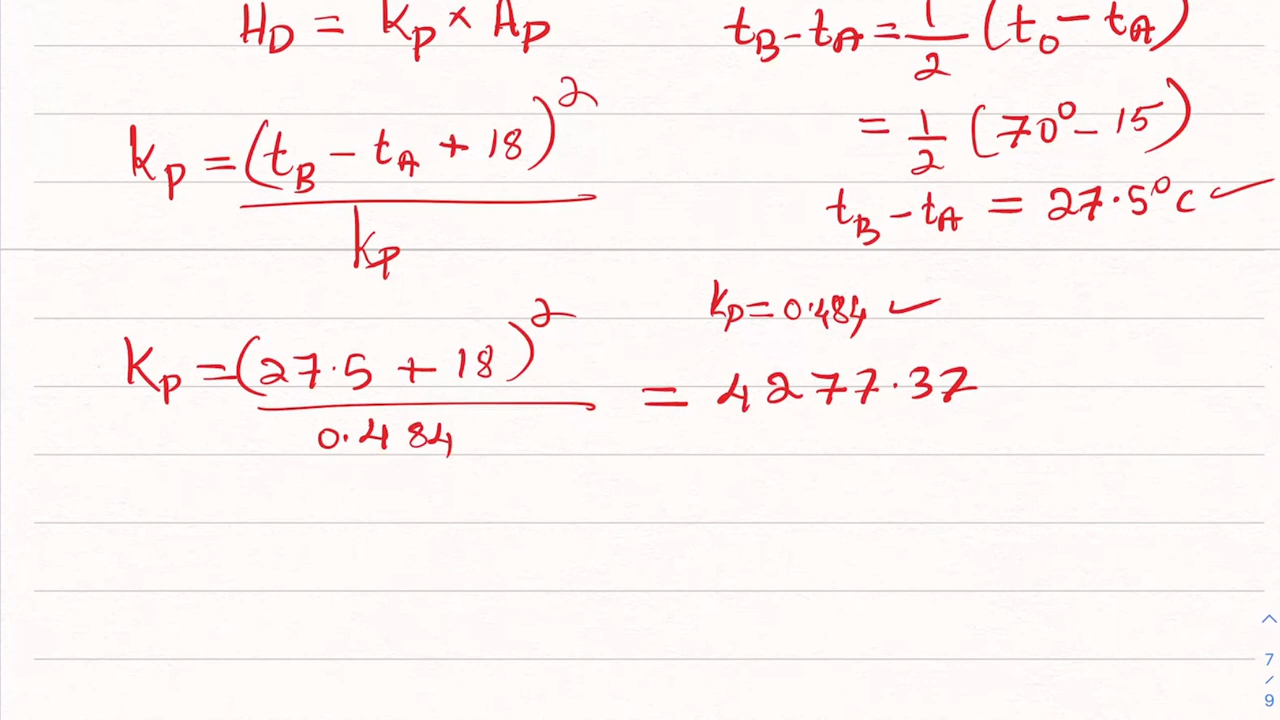 H_D = K_P × A_P
t_B - t_A = 1/2 (t_o - t_A)
K_P = (t_B - t_A + 18)^2 / k_P
= 1/2 (70° - 15)
t_B - t_A = 27.5°c ✓
k_P = 0.484 ✓
K_P = (27.5 + 18)^2 / 0.484 = 4277.37
7 / 9